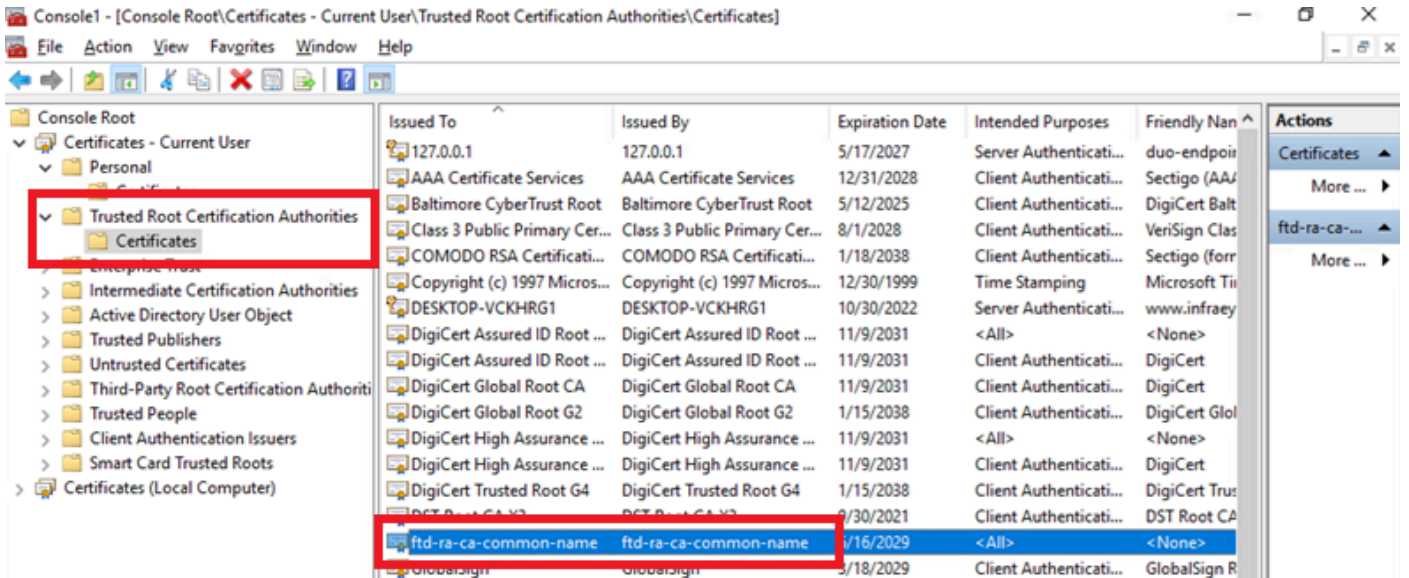 Console1 - [Console Root\Certificates - Current User\Trusted Root Certification Authorities\Certificates]
File Action View Favorites Window Help
Console Root
Certificates - Current User
Personal
Trusted Root Certification Authorities
Certificates
Enterprise Trust
Intermediate Certification Authorities
Active Directory User Object
Trusted Publishers
Untrusted Certificates
Third-Party Root Certification Authoriti
Trusted People
Client Authentication Issuers
Smart Card Trusted Roots
Certificates (Local Computer)
Issued To Issued By Expiration Date Intended Purposes Friendly Nan
127.0.0.1 127.0.0.1 5/17/2027 Server Authenticati... duo-endpoin
AAA Certificate Services AAA Certificate Services 12/31/2028 Client Authenticati... Sectigo (AAA
Baltimore CyberTrust Root Baltimore CyberTrust Root 5/12/2025 Client Authenticati... DigiCert Balt
Class 3 Public Primary Cer... Class 3 Public Primary Cer... 8/1/2028 Client Authenticati... VeriSign Clas
COMODO RSA Certificati... COMODO RSA Certificati... 1/18/2038 Client Authenticati... Sectigo (forr
Copyright (c) 1997 Micros... Copyright (c) 1997 Micros... 12/30/1999 Time Stamping Microsoft Ti
DESKTOP-VCKHRG1 DESKTOP-VCKHRG1 10/30/2022 Server Authenticati... www.infraey
DigiCert Assured ID Root ... DigiCert Assured ID Root ... 11/9/2031 <All> <None>
DigiCert Assured ID Root ... DigiCert Assured ID Root ... 11/9/2031 Client Authenticati... DigiCert
DigiCert Global Root CA DigiCert Global Root CA 11/9/2031 Client Authenticati... DigiCert
DigiCert Global Root G2 DigiCert Global Root G2 1/15/2038 Client Authenticati... DigiCert Glol
DigiCert High Assurance ... DigiCert High Assurance ... 11/9/2031 <All> <None>
DigiCert High Assurance ... DigiCert High Assurance ... 11/9/2031 Client Authenticati... DigiCert
DigiCert Trusted Root G4 DigiCert Trusted Root G4 1/15/2038 Client Authenticati... DigiCert Trus
DST Root CA X3 DST Root CA X3 9/30/2021 Client Authenticati... DST Root CA
ftd-ra-ca-common-name ftd-ra-ca-common-name /16/2029 <All> <None>
GlobalSign GlobalSign 3/18/2029 Client Authenticati... GlobalSign R
Actions
Certificates
More ...
ftd-ra-ca-...
More ...